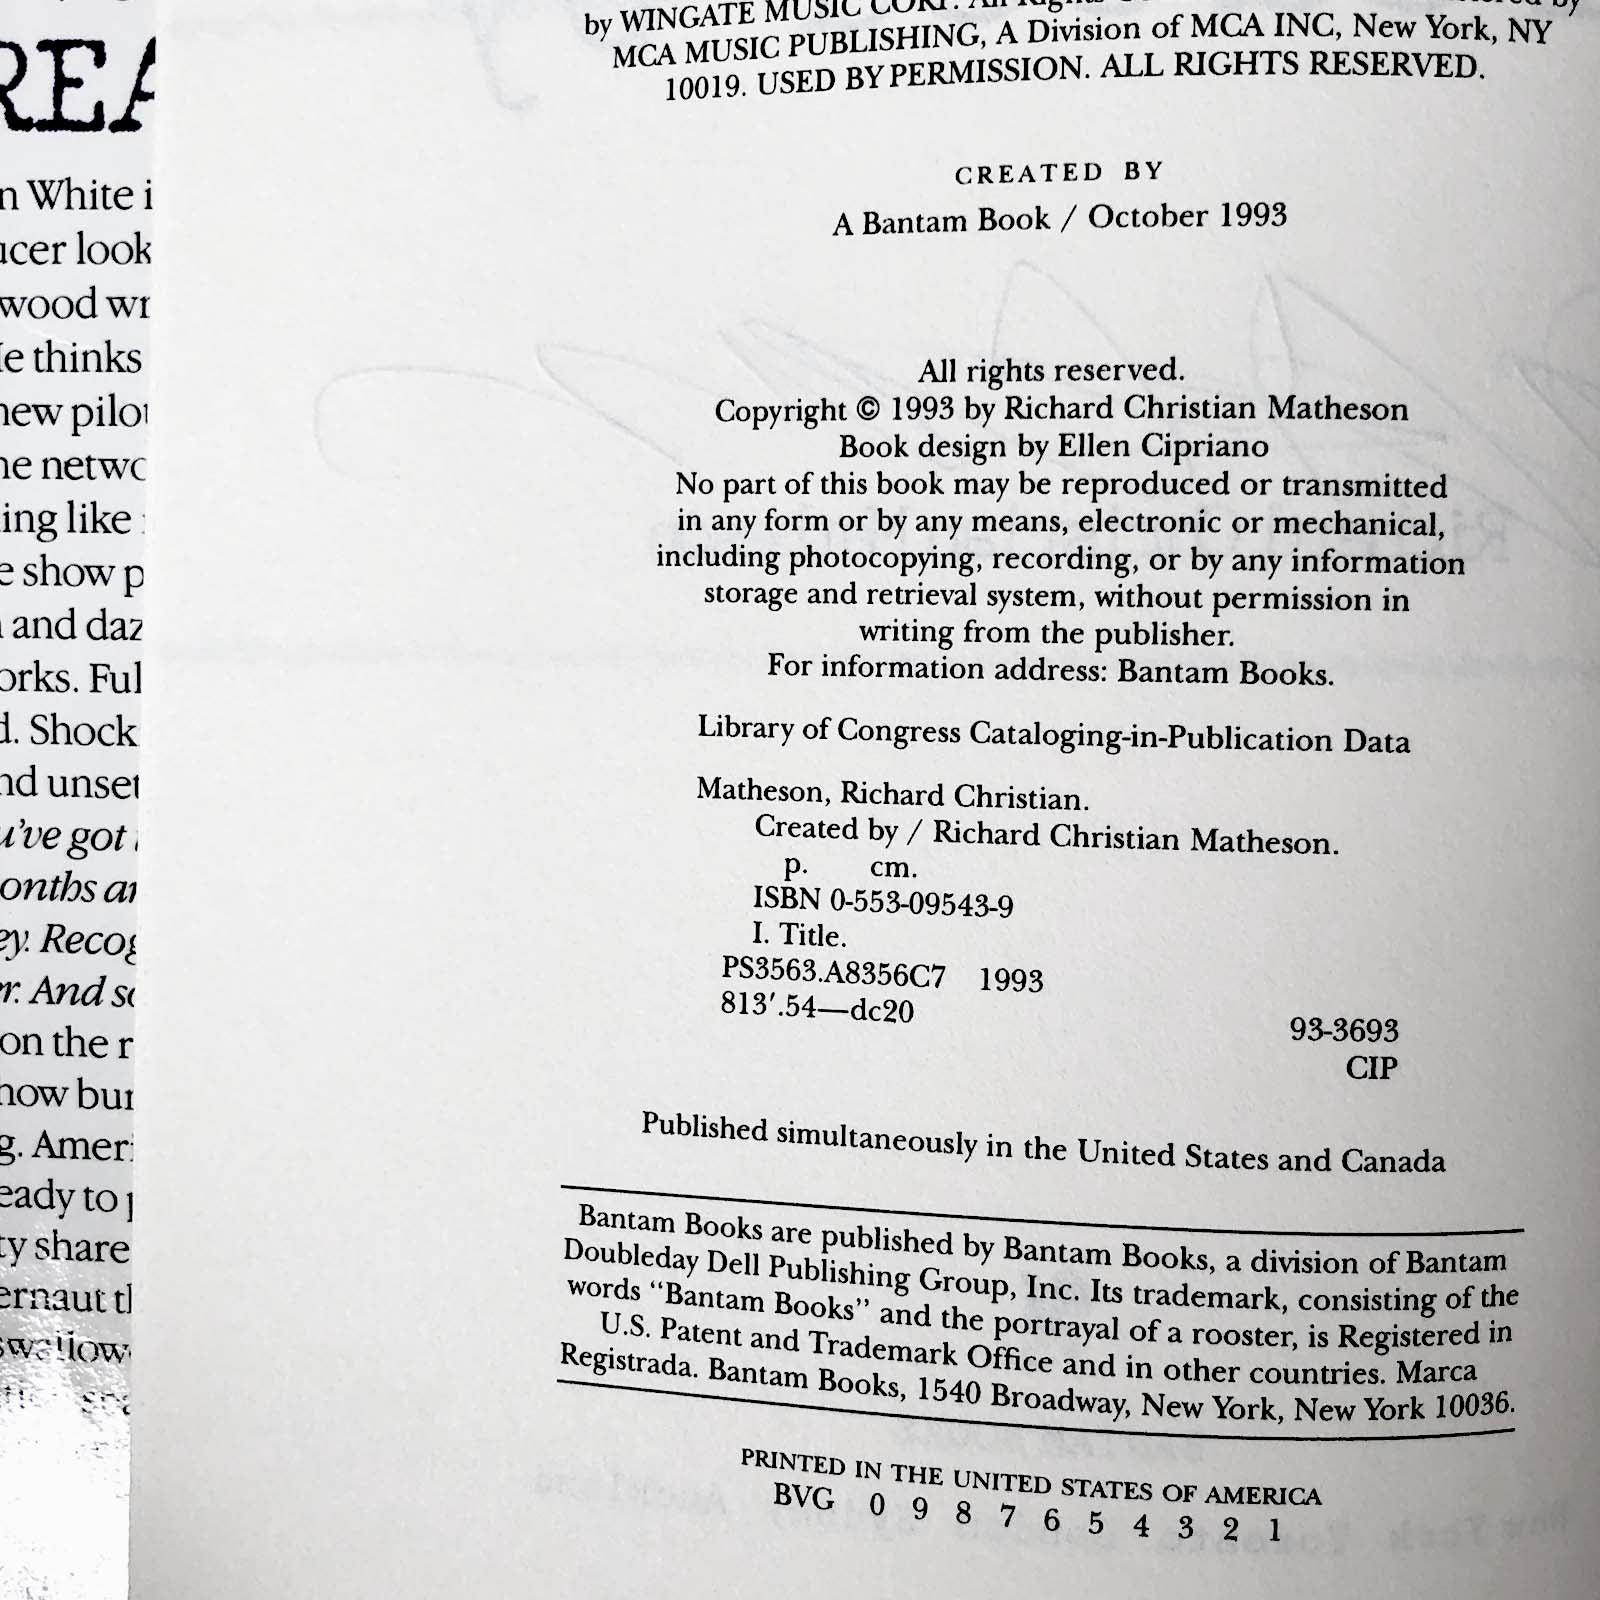 REA
n White i
ucer look
wood wr
He thinks
new pilot
he netwo
ing like
e show p
and daz
orks. Ful
d. Shock
nd unset
u've got
onths an
ey. Recog
r. And so
on the r
how bur
g. Ameri
eady to p
ty share
ernaut th
swallow
by WINGATE MUSIC CORP. All Rights
MCA MUSIC PUBLISHING, A Division of MCA INC, New York, NY
10019. USED BY PERMISSION. ALL RIGHTS RESERVED.
CREATED BY
A Bantam Book / October 1993
All rights reserved.
Copyright © 1993 by Richard Christian Matheson
Book design by Ellen Cipriano
No part of this book may be reproduced or transmitted
in any form or by any means, electronic or mechanical,
including photocopying, recording, or by any information
storage and retrieval system, without permission in
writing from the publisher.
For information address: Bantam Books.
Library of Congress Cataloging-in-Publication Data
Matheson, Richard Christian.
Created by / Richard Christian Matheson.
p. cm.
ISBN 0-553-09543-9
I. Title.
PS3563.A8356C7 1993
813'.54—dc20
93-3693
CIP
Published simultaneously in the United States and Canada
Bantam Books are published by Bantam Books, a division of Bantam
Doubleday Dell Publishing Group, Inc. Its trademark, consisting of the
words "Bantam Books" and the portrayal of a rooster, is Registered in
U.S. Patent and Trademark Office and in other countries. Marca
Registrada. Bantam Books, 1540 Broadway, New York, New York 10036.
PRINTED IN THE UNITED STATES OF AMERICA
BVG 0 9 8 7 6 5 4 3 2 1